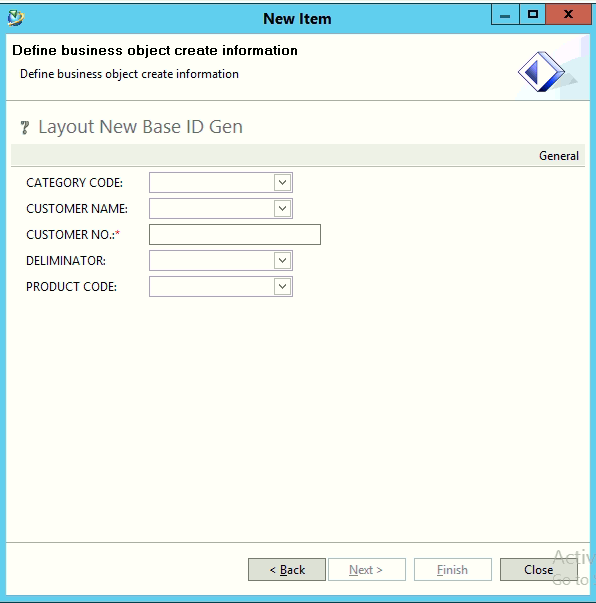 New Item
Define business object create information
Define business object create information
? Layout New Base ID Gen
General
CATEGORY CODE:
CUSTOMER NAME:
CUSTOMER NO.:*
DELIMINATOR:
PRODUCT CODE:
Activ
< Back Next > Finish Close
Go to